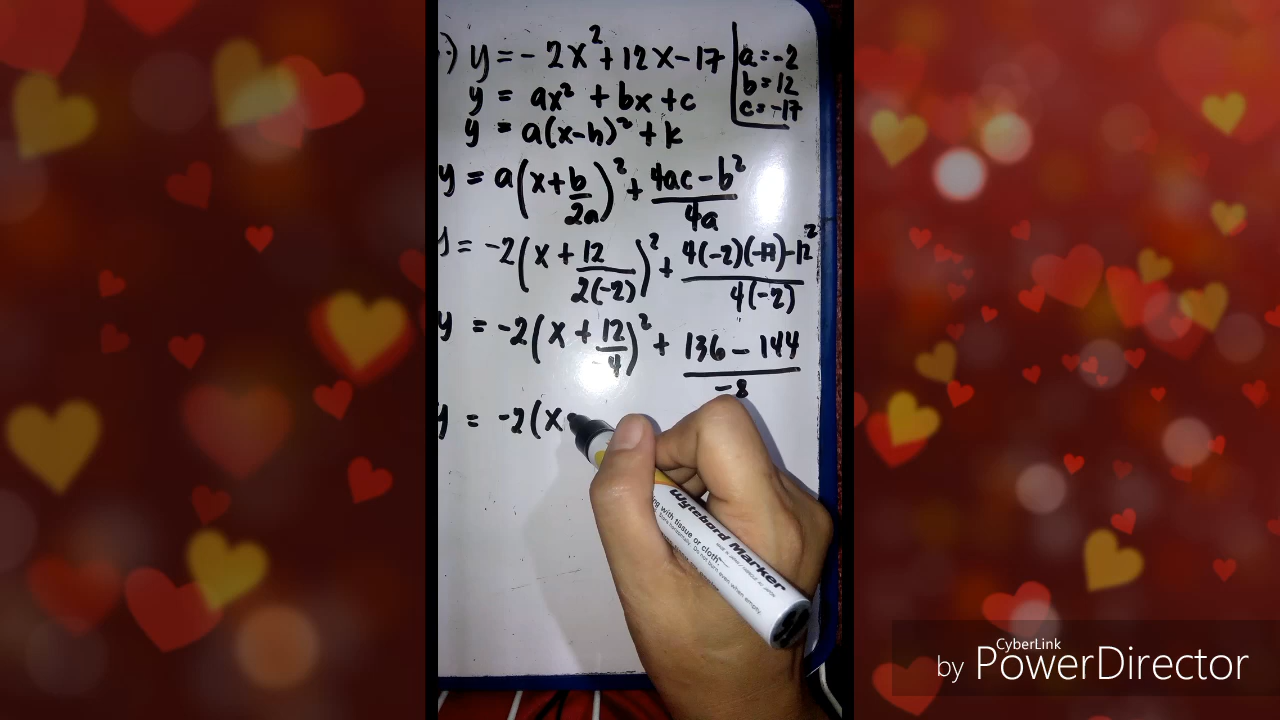 .) y = - 2x² + 12x - 17
a = -2
b = 12
c = -17
y = ax² + bx + c
y = a(x-h)² + k
y = a(x + b/2a)² + 4ac - b²/4a
y = -2(x + 12/2(-2))² + 4(-2)(-17)-12²/4(-2)
y = -2(x + 12/4)² + 136 - 144/-8
y = -2(x
Wytebord Marker
CyberLink
by PowerDirector